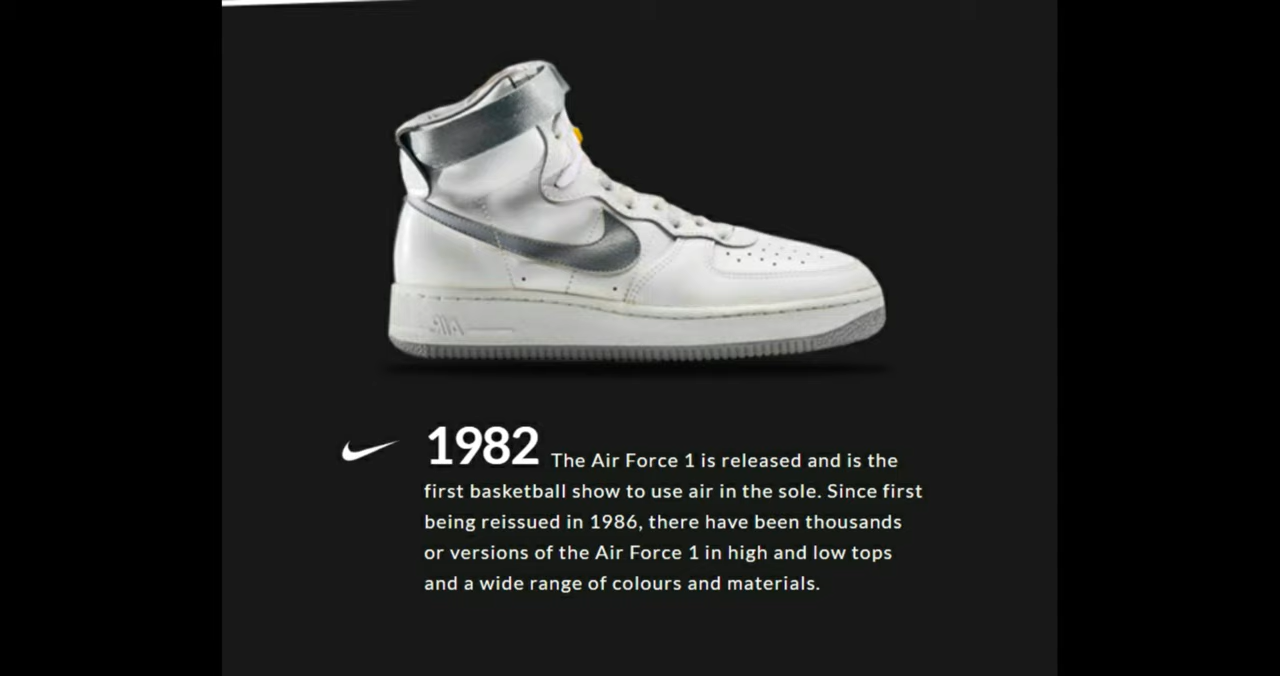 AIR
1982 The Air Force 1 is released and is the
first basketball show to use air in the sole. Since first
being reissued in 1986, there have been thousands
or versions of the Air Force 1 in high and low tops
and a wide range of colours and materials.